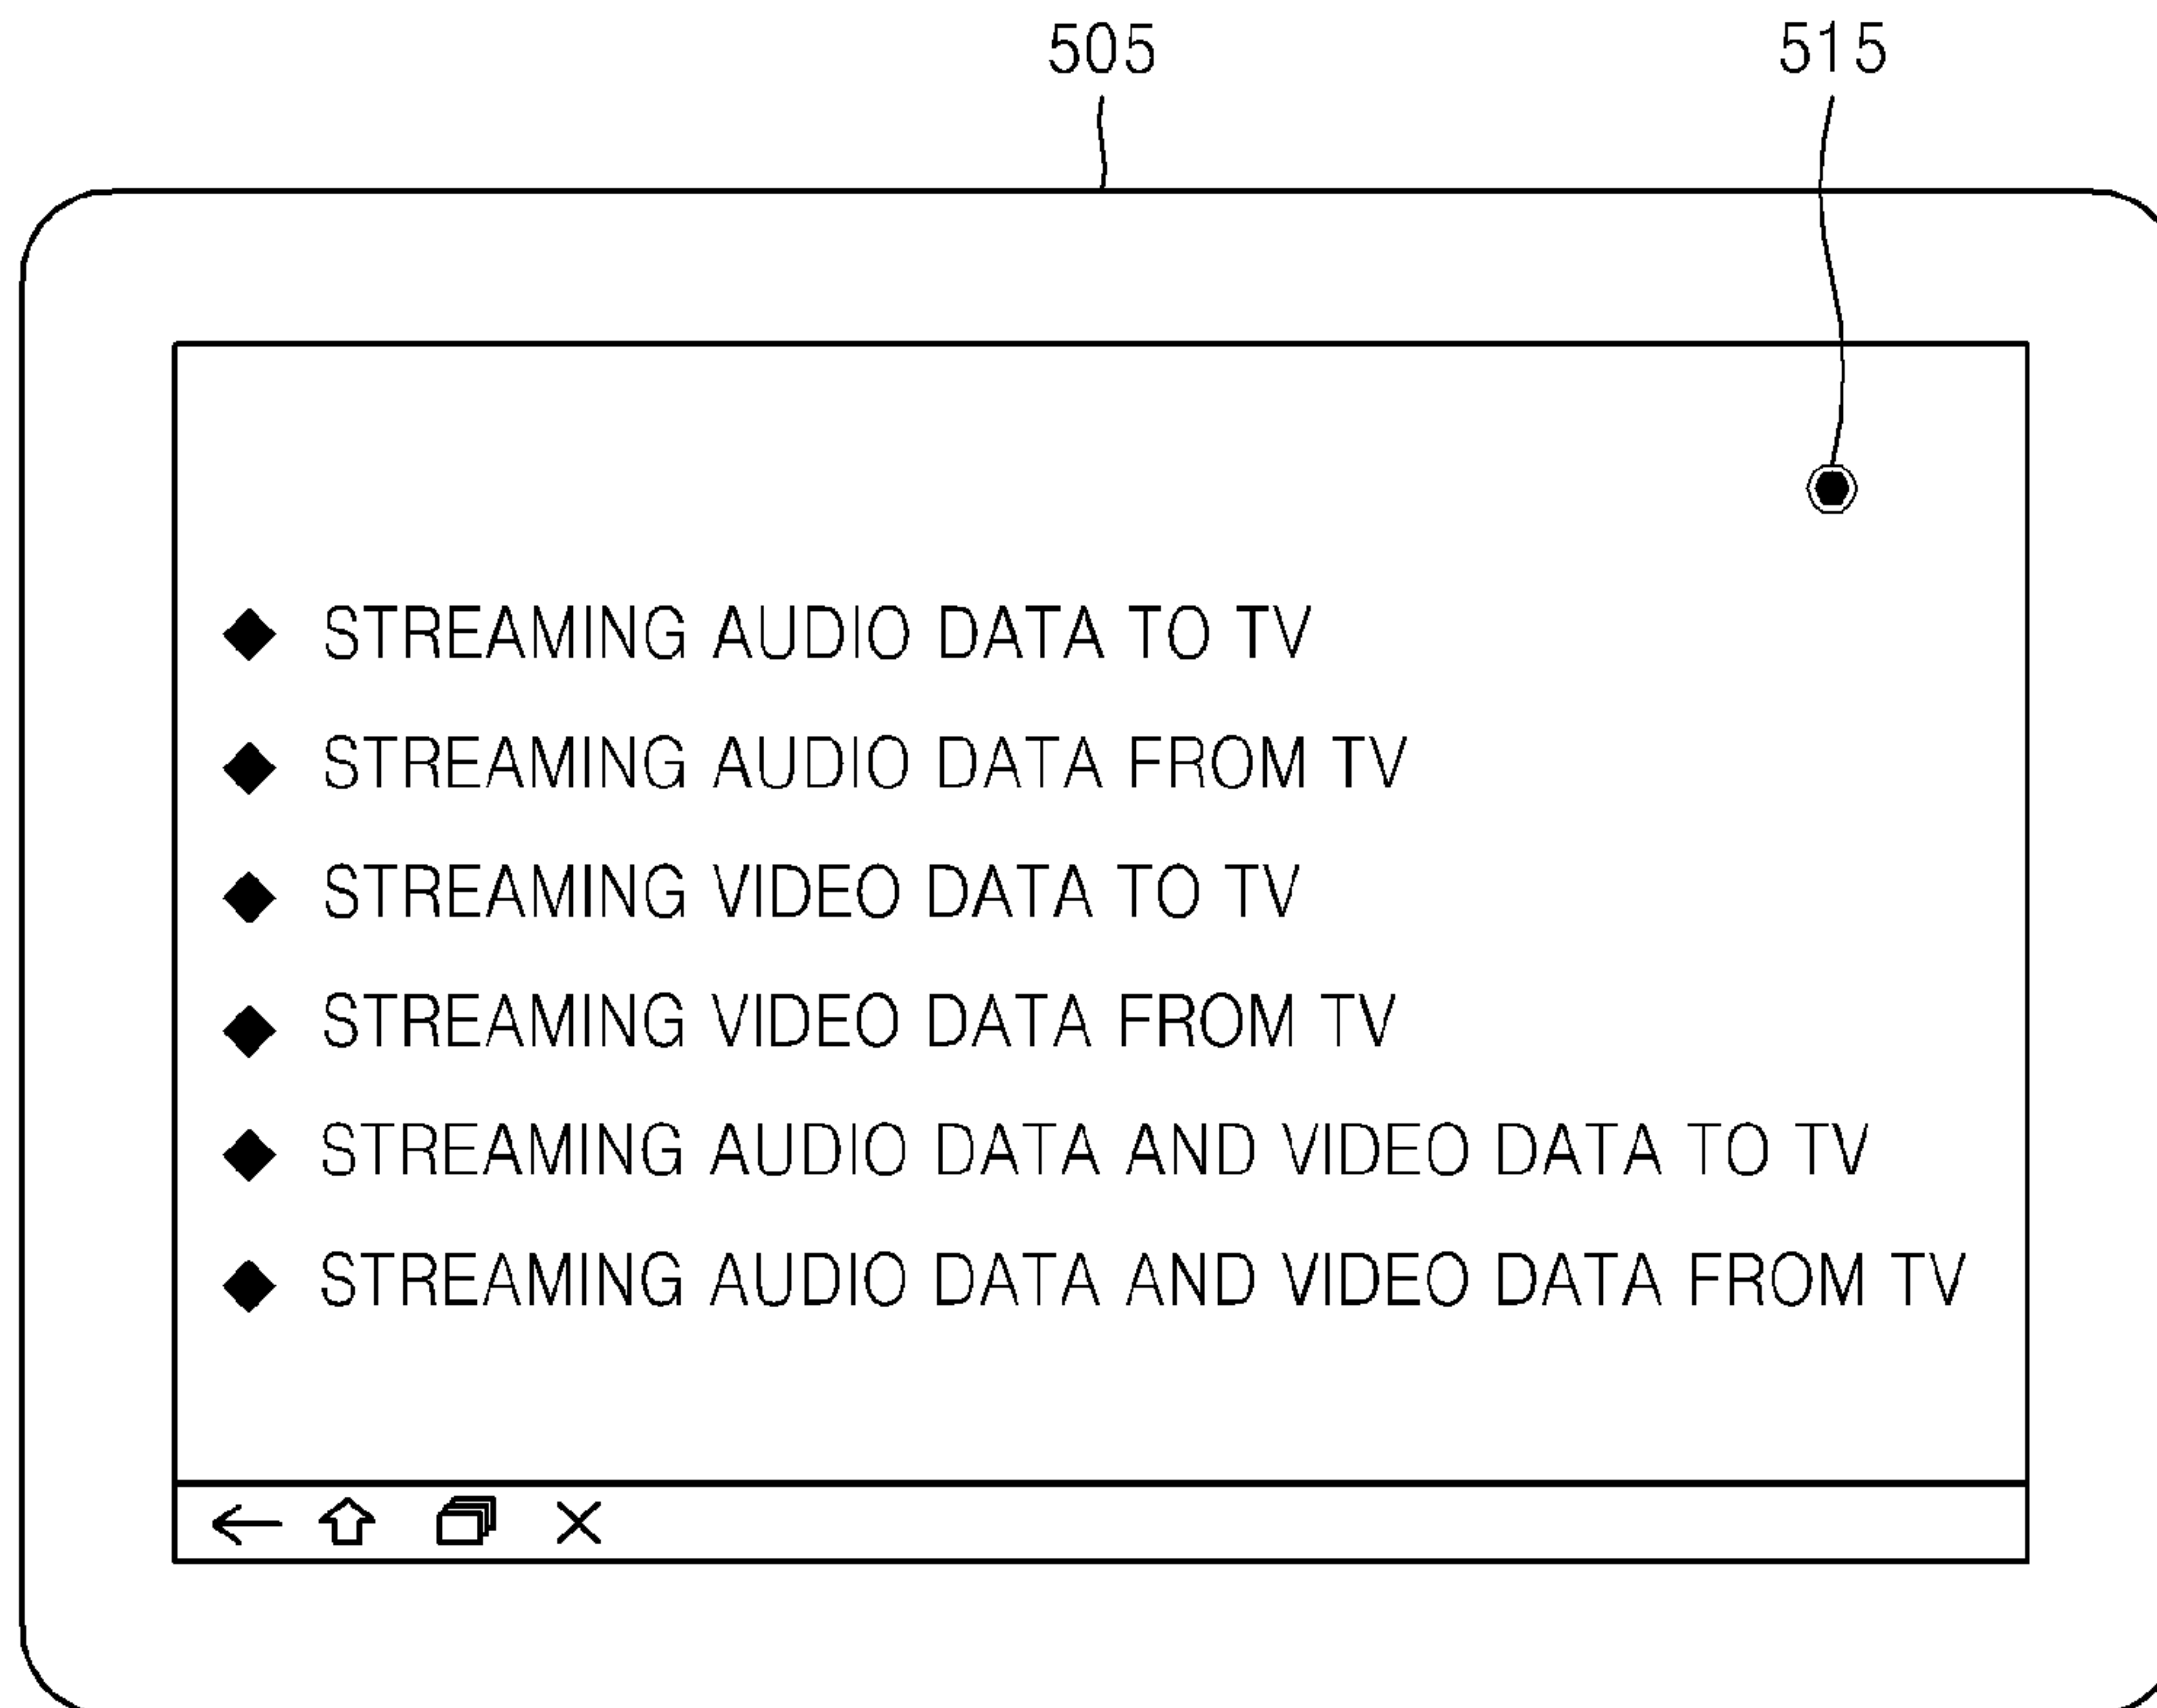 505 515
STREAMING AUDIO DATA TO TV
STREAMING AUDIO DATA FROM TV
STREAMING VIDEO DATA TO TV
STREAMING VIDEO DATA FROM TV
STREAMING AUDIO DATA AND VIDEO DATA TO TV
STREAMING AUDIO DATA AND VIDEO DATA FROM TV